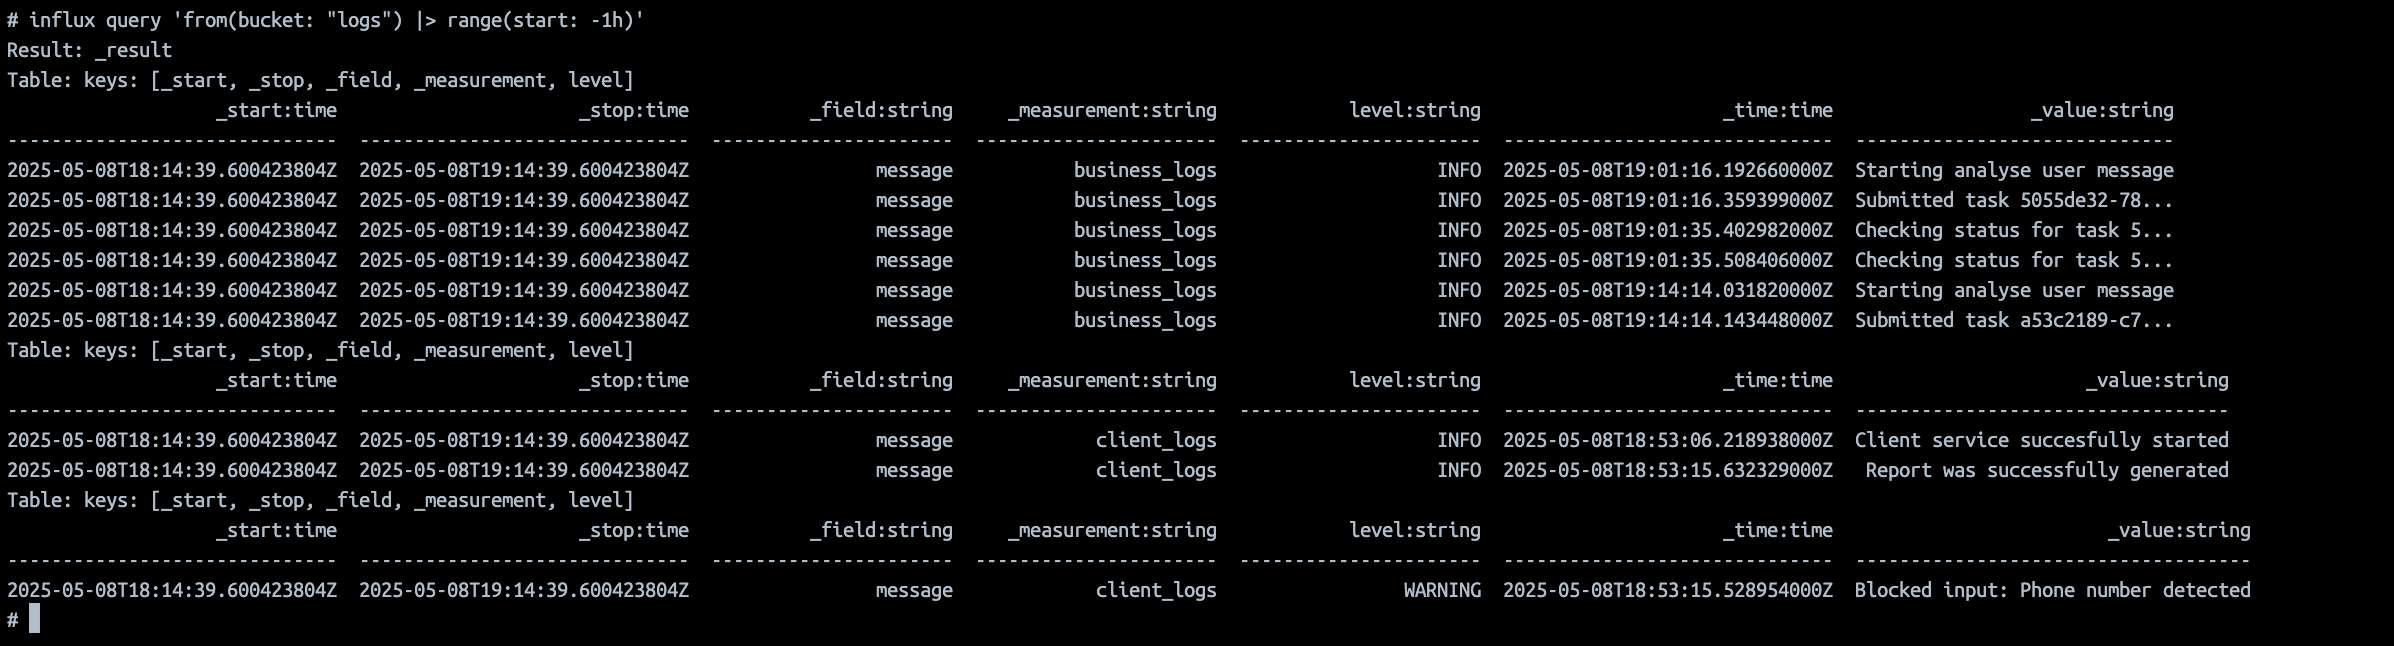 # influx query 'from(bucket: "logs") |> range(start: -1h)'
Result: _result
Table: keys: [_start, _stop, _field, _measurement, level]
                   _start:time                      _stop:time           _field:string     _measurement:string            level:string                      _time:time                  _value:string
------------------------------  ------------------------------  ----------------------  ----------------------  ----------------------  ------------------------------  -----------------------------
2025-05-08T18:14:39.600423804Z  2025-05-08T19:14:39.600423804Z                 message           business_logs                    INFO  2025-05-08T19:01:16.192660000Z  Starting analyse user message
2025-05-08T18:14:39.600423804Z  2025-05-08T19:14:39.600423804Z                 message           business_logs                    INFO  2025-05-08T19:01:16.359399000Z  Submitted task 5055de32-78...
2025-05-08T18:14:39.600423804Z  2025-05-08T19:14:39.600423804Z                 message           business_logs                    INFO  2025-05-08T19:01:35.402982000Z  Checking status for task 5...
2025-05-08T18:14:39.600423804Z  2025-05-08T19:14:39.600423804Z                 message           business_logs                    INFO  2025-05-08T19:01:35.508406000Z  Checking status for task 5...
2025-05-08T18:14:39.600423804Z  2025-05-08T19:14:39.600423804Z                 message           business_logs                    INFO  2025-05-08T19:14:14.031820000Z  Starting analyse user message
2025-05-08T18:14:39.600423804Z  2025-05-08T19:14:39.600423804Z                 message           business_logs                    INFO  2025-05-08T19:14:14.143448000Z  Submitted task a53c2189-c7...
Table: keys: [_start, _stop, _field, _measurement, level]
                   _start:time                      _stop:time           _field:string     _measurement:string            level:string                      _time:time                       _value:string
------------------------------  ------------------------------  ----------------------  ----------------------  ----------------------  ------------------------------  ----------------------------------
2025-05-08T18:14:39.600423804Z  2025-05-08T19:14:39.600423804Z                 message             client_logs                    INFO  2025-05-08T18:53:06.218938000Z  Client service succesfully started
2025-05-08T18:14:39.600423804Z  2025-05-08T19:14:39.600423804Z                 message             client_logs                    INFO  2025-05-08T18:53:15.632329000Z   Report was successfully generated
Table: keys: [_start, _stop, _field, _measurement, level]
                   _start:time                      _stop:time           _field:string     _measurement:string            level:string                      _time:time                         _value:string
------------------------------  ------------------------------  ----------------------  ----------------------  ----------------------  ------------------------------  ------------------------------------
2025-05-08T18:14:39.600423804Z  2025-05-08T19:14:39.600423804Z                 message             client_logs                 WARNING  2025-05-08T18:53:15.528954000Z  Blocked input: Phone number detected
#